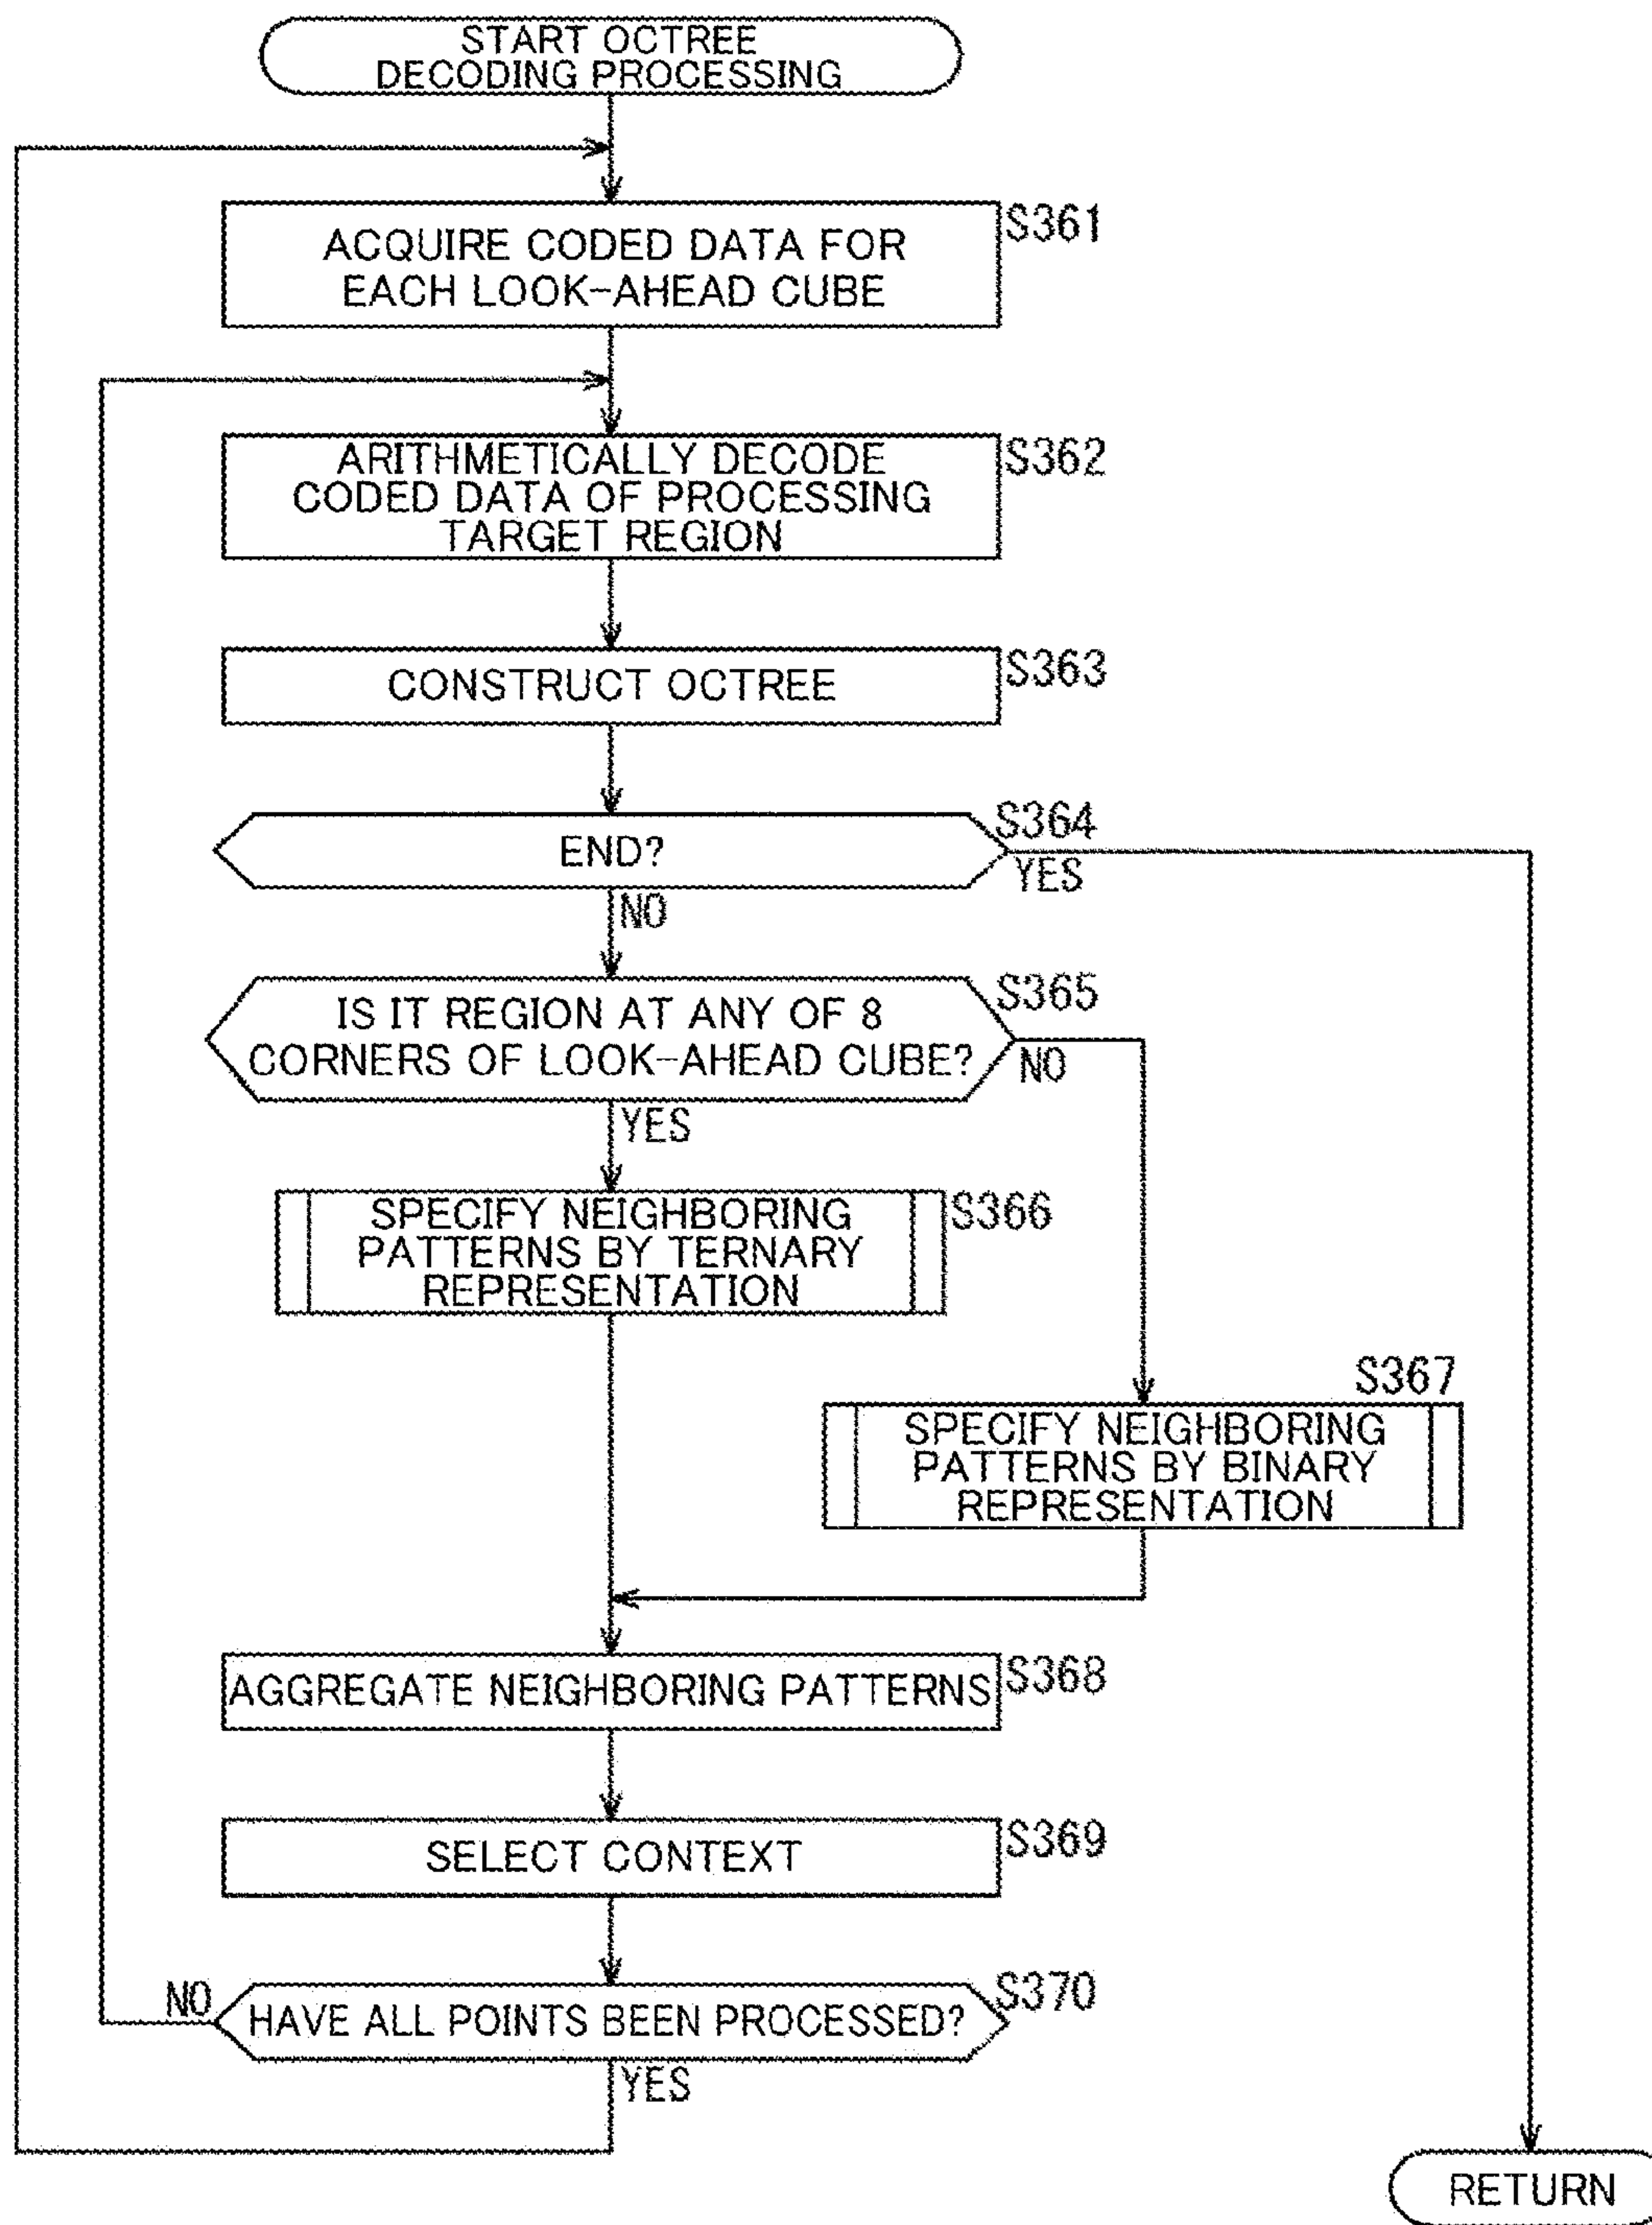 START OCTREE
DECODING PROCESSING
S361
ACQUIRE CODED DATA FOR
EACH LOOK-AHEAD CUBE
S362
ARITHMETICALLY DECODE
CODED DATA OF PROCESSING
TARGET REGION
S363
CONSTRUCT OCTREE
S364
END?
YES
NO
S365
IS IT REGION AT ANY OF 8
CORNERS OF LOOK-AHEAD CUBE?
NO
YES
S366
SPECIFY NEIGHBORING
PATTERNS BY TERNARY
REPRESENTATION
S367
SPECIFY NEIGHBORING
PATTERNS BY BINARY
REPRESENTATION
S368
AGGREGATE NEIGHBORING PATTERNS
S369
SELECT CONTEXT
S370
NO
HAVE ALL POINTS BEEN PROCESSED?
YES
RETURN